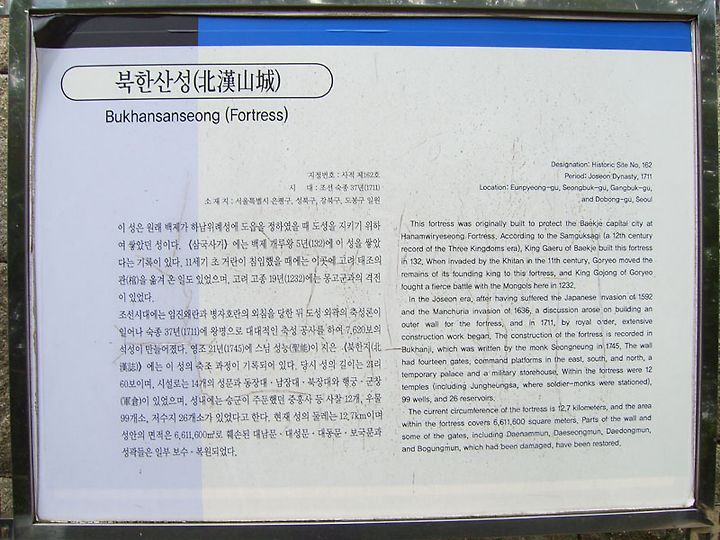 북한산성(北漢山城)
Bukhansanseong (Fortress)
지정번호 : 사적 제162호
시 대 : 조선 숙종 37년(1711)
소 재 지 : 서울특별시 은평구, 성북구, 강북구, 도봉구 일원
이 성은 원래 백제가 하남위례성에 도읍을 정하였을 때 도성을 지키기 위하
여 쌓았던 성이다. 《삼국사기》에는 백제 개루왕 5년(132)에 이 성을 쌓았
다는 기록이 있다. 11세기 초 거란이 침입했을 때에는 이곳에 고려 태조의
관(棺)을 옮겨 온 일도 있었으며, 고려 고종 19년(1232)에는 몽고군과의 격전
이 있었다.
조선시대에는 임진왜란과 병자호란의 외침을 당한 뒤 도성 외곽의 축성론이
일어나 숙종 37년(1711)에 왕명으로 대대적인 축성 공사를 하여 7,620보의
석성이 만들어졌다. 영조 21년(1745)에 스님 성능(聖能)이 지은 《북한지(北
漢誌)》에는 이 성의 축조 과정이 기록되어 있다. 당시 성의 길이는 21리
60보이며, 시설로는 14개의 성문과 동장대·남장대·북장대와 행궁·군창
(軍倉)이 있었으며, 성내에는 승군이 주둔했던 중흥사 등 사찰 12개, 우물
99개소, 저수지 26개소가 있었다고 한다. 현재 성의 둘레는 12.7km이며
성안의 면적은 6,611,600㎡로 훼손된 대남문·대성문·대동문·보국문과
성곽들은 일부 보수·복원되었다.
Designation: Historic Site No, 162
Period: Joseon Dynasty, 1711
Location: Eunpyeong-gu, Seongbuk-gu, Gangbuk-gu,
and Dobong-gu, Seoul
This fortress was originally built to protect the Baekje capital city at
Hanamwiryeseong Fortress, According to the Samguksagi (a 12th century
record of the Three Kingdoms era), King Gaeru of Baekje built this fortress
in 132, When invaded by the Khitan in the 11th century, Goryeo moved the
remains of its founding king to this fortress, and King Gojong of Goryeo
fought a fierce battle with the Mongols here in 1232,
In the Joseon era, after having suffered the Japanese invasion of 1592
and the Manchuria invasion of 1636, a discussion arose on building an
outer wall for the fortress, and in 1711, by royal order, extensive
construction work began, The construction of the fortress is recorded in
Bukhanji, which was written by the monk Seongneung in 1745, The wall
had fourteen gates, command platforms in the east, south, and north, a
temporary palace and a military storehouse, Within the fortress were 12
temples (including Jungheungsa, where soldier-monks were stationed),
99 wells, and 26 reservoirs,
The current circumference of the fortress is 12.7 kilometers, and the area
within the fortress covers 6,611,600 square meters, Parts of the wall and
some of the gates, including Daenammun, Daeseongmun, Daedongmun,
and Bogungmun, which had been damaged, have been restored,